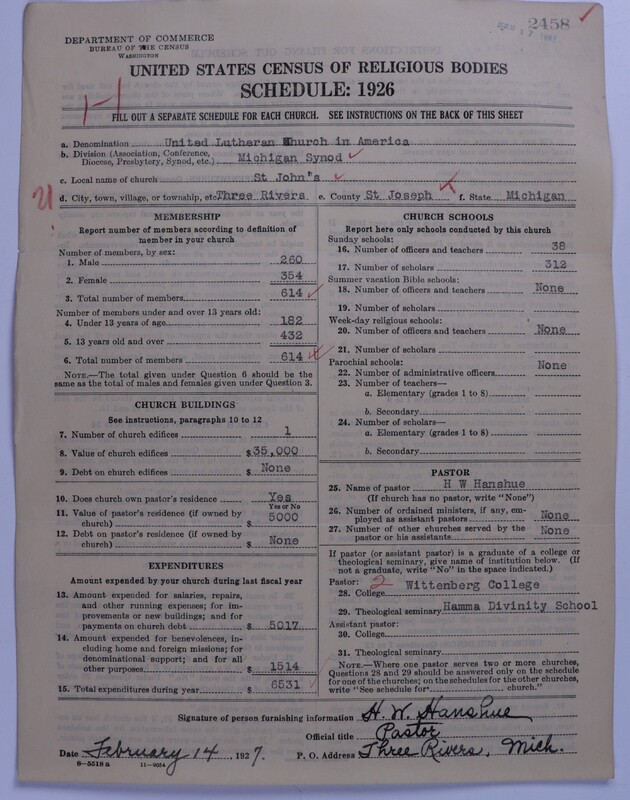 2458
DEPARTMENT OF COMMERCE
BUREAU OF THE CENSUS
WASHINGTON
UNITED STATES CENSUS OF RELIGIOUS BODIES
SCHEDULE: 1926
FILL OUT A SEPARATE SCHEDULE FOR EACH CHURCH. SEE INSTRUCTIONS ON THE BACK OF THIS SHEET
a. Denomination United Lutheran Church in America
b. Division (Association, Conference,
Diocese, Presbytery, Synod, etc.) Michigan Synod
c. Local name of church St John's
d. City, town, village, or township, etc. Three Rivers e. County St Joseph f. State Michigan
MEMBERSHIP
Report number of members according to definition of
member in your church
Number of members, by sex:
1. Male 260
2. Female 354
3. Total number of members 614
Number of members under and over 13 years old:
4. Under 13 years of age 182
5. 13 years old and over 432
6. Total number of members 614
NOTE.—The total given under Question 6 should be
same as the total of males and females given under Question 3.
CHURCH BUILDINGS
See instructions, paragraphs 10 to 12
7. Number of church edifices 1
8. Value of church edifices $35,000
9. Debt on church edifices $ None
10. Does church own pastor's residence Yes
Yes or No
11. Value of pastor's residence (if owned by
church) $ 5000
12. Debt on pastor's residence (if owned by
church) $ None
EXPENDITURES
Amount expended by your church during last fiscal year
13. Amount expended for salaries, repairs,
and other running expenses; for im-
provements or new buildings; and for
payments on church debt $ 5017
14. Amount expended for benevolences, in-
cluding home and foreign missions; for
denominational support; and for all
other purposes $ 1514
15. Total expenditures during year $ 6531
CHURCH SCHOOLS
Report here only schools conducted by this church
Sunday schools:
16. Number of officers and teachers 38
17. Number of scholars 312
Summer vacation Bible schools:
18. Number of officers and teachers None
19. Number of scholars
Week-day religious schools:
20. Number of officers and teachers None
21. Number of scholars
Parochial schools:
22. Number of administrative officers None
23. Number of teachers—
a. Elementary (grades 1 to 8)
b. Secondary
24. Number of scholars—
a. Elementary (grades 1 to 8)
b. Secondary
PASTOR
25. Name of pastor H W Hanshue
(If church has no pastor, write "None")
26. Number of ordained ministers, if any, em-
ployed as assistant pastors None
27. Number of other churches served by the
pastor or his assistants None
If pastor (or assistant pastor) is a graduate of a college or
theological seminary, give name of institution below. (If
not a graduate, write "No" in the space indicated.)
Pastor: 2
28. College Wittenberg College
29. Theological seminary Hamma Divinity School
Assistant pastor:
30. College
31. Theological seminary
NOTE.—Where one pastor serves two or more churches,
Questions 28 and 29 should be answered only on the schedule
for one of the churches; on the schedules for the other churches,
write "See schedule for church."
Signature of person furnishing information H. W. Hanshue
Official title Pastor
Date February 14 1927. P. O. Address Three Rivers, Mich.
8—5518a 11—9054